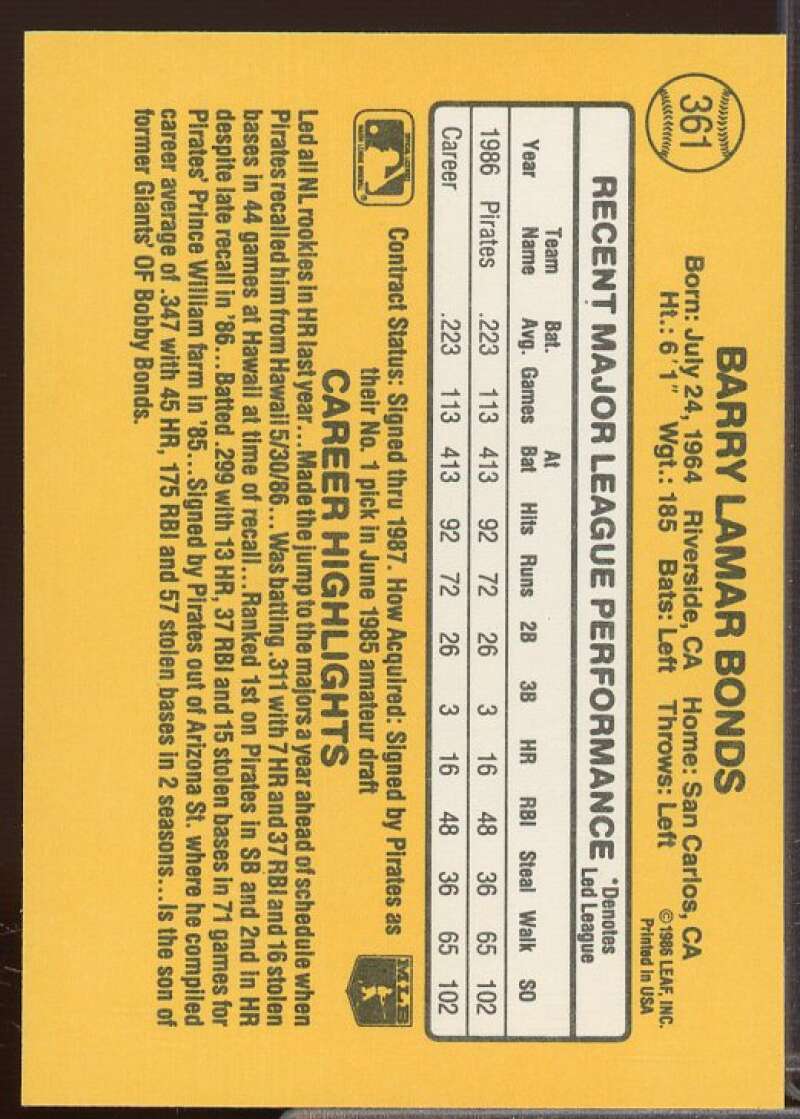 361
BARRY LAMAR BONDS
Born: July 24, 1964 Riverside, CA Home: San Carlos, CA
Ht.: 6'1" Wgt.: 185 Bats: Left Throws: Left
©1986 LEAF, INC.
Printed in USA
RECENT MAJOR LEAGUE PERFORMANCE *Denotes Led League
Year Team Name Bat. Avg. Games At Bat Hits Runs 2B 3B HR RBI Steal Walk SO
1986 Pirates .223 113 413 92 72 26 3 16 48 36 65 102
Career .223 113 413 92 72 26 3 16 48 36 65 102
Contract Status: Signed thru 1987. How Acquired: Signed by Pirates as
their No. 1 pick in June 1985 amateur draft
MLB
CAREER HIGHLIGHTS
Led all NL rookies in HR last year...Made the jump to the majors a year ahead of schedule when
Pirates recalled him from Hawaii 5/30/86...Was batting .311 with 7 HR and 37 RBI and 16 stolen
bases in 44 games at Hawaii at time of recall...Ranked 1st on Pirates in SB and 2nd in HR
despite late recall in '86...Batted .299 with 13 HR, 37 RBI and 15 stolen bases in 71 games for
Pirates' Prince William farm in '85...Signed by Pirates out of Arizona St. where he compiled
career average of .347 with 45 HR, 175 RBI and 57 stolen bases in 2 seasons...Is the son of
former Giants' OF Bobby Bonds.